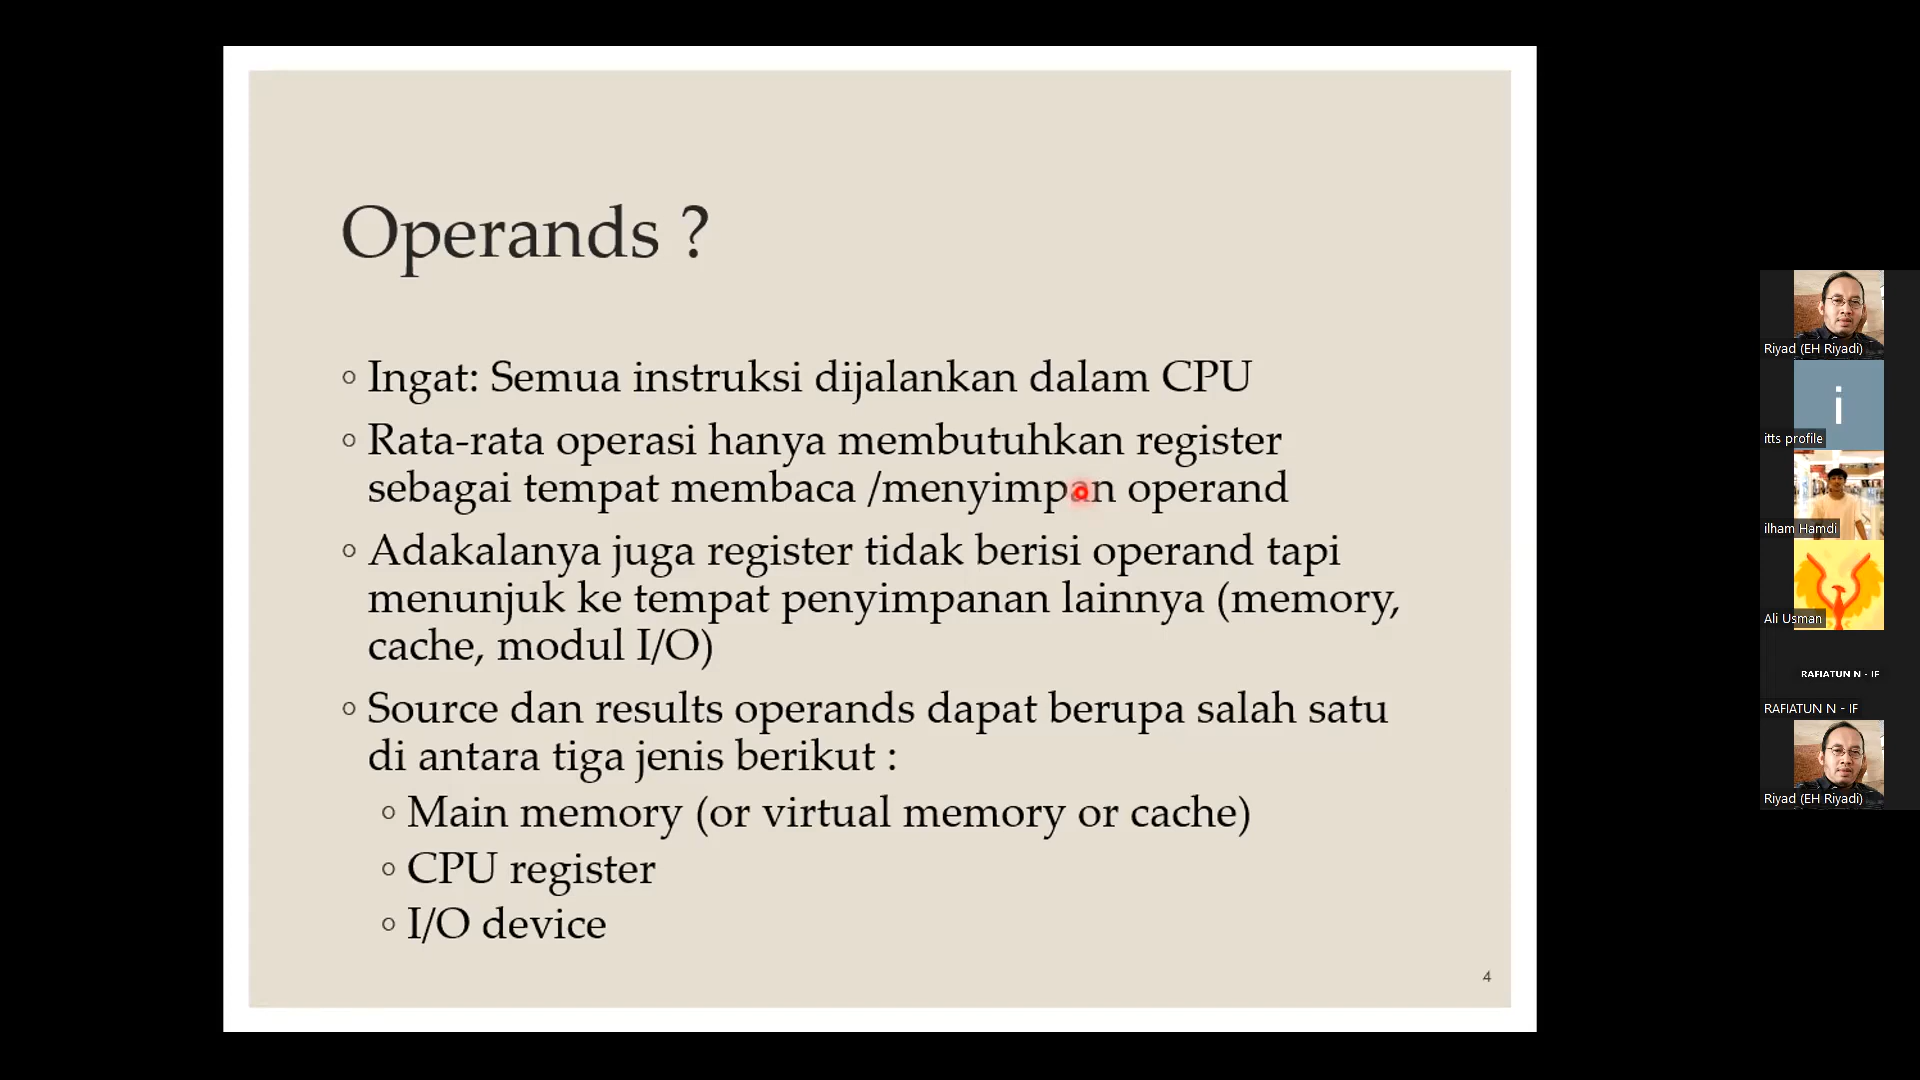 Operands ?
◦ Ingat: Semua instruksi dijalankan dalam CPU
◦ Rata-rata operasi hanya membutuhkan register
sebagai tempat membaca /menyimpan operand
◦ Adakalanya juga register tidak berisi operand tapi
menunjuk ke tempat penyimpanan lainnya (memory,
cache, modul I/O)
◦ Source dan results operands dapat berupa salah satu
di antara tiga jenis berikut :
◦ Main memory (or virtual memory or cache)
◦ CPU register
◦ I/O device
4
Riyad (EH Riyadi)
i
itts profile
ilham Hamdi
Ali Usman
RAFIATUN N - IF
RAFIATUN N - IF
Riyad (EH Riyadi)